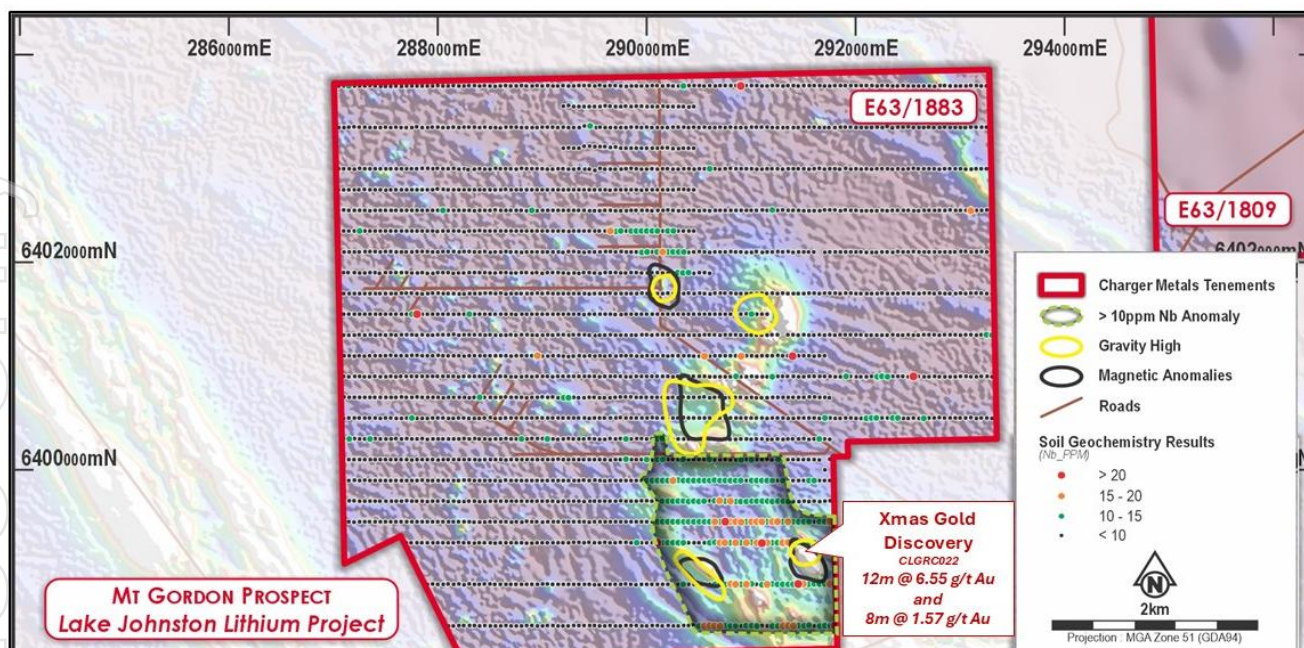 286000mE
288000mE
290000mE
292000mE
294000mE
E63/1883
E63/1809
6402000mN
6402000mN
6400000mN
Charger Metals Tenements
> 10ppm Nb Anomaly
Gravity High
Magnetic Anomalies
Roads
Soil Geochemistry Results
(Nb_PPM)
> 20
15 - 20
10 - 15
< 10
N
2km
Projection : MGA Zone 51 (GDA94)
Xmas Gold
Discovery
CLGRC022
12m @ 6.55 g/t Au
and
8m @ 1.57 g/t Au
MT GORDON PROSPECT
Lake Johnston Lithium Project